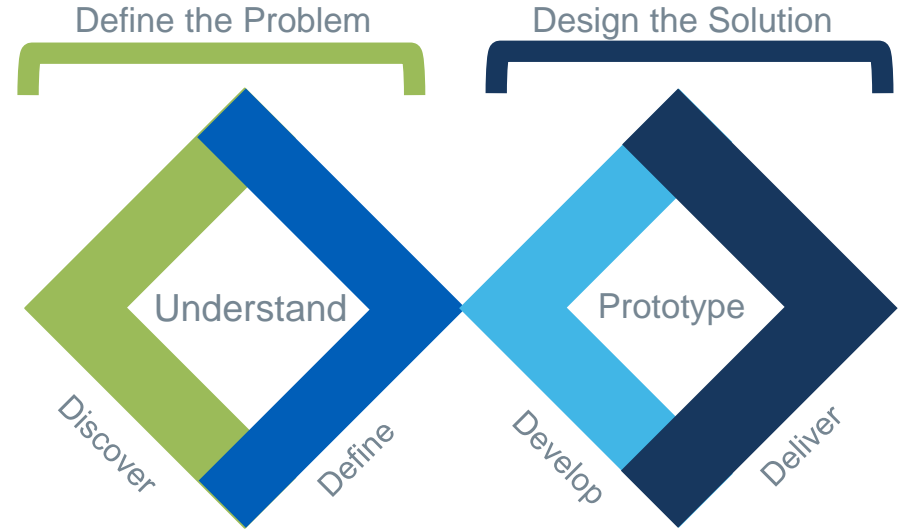 Define the Problem
Design the Solution
Understand
Prototype
Discover
Define
Develop
Deliver